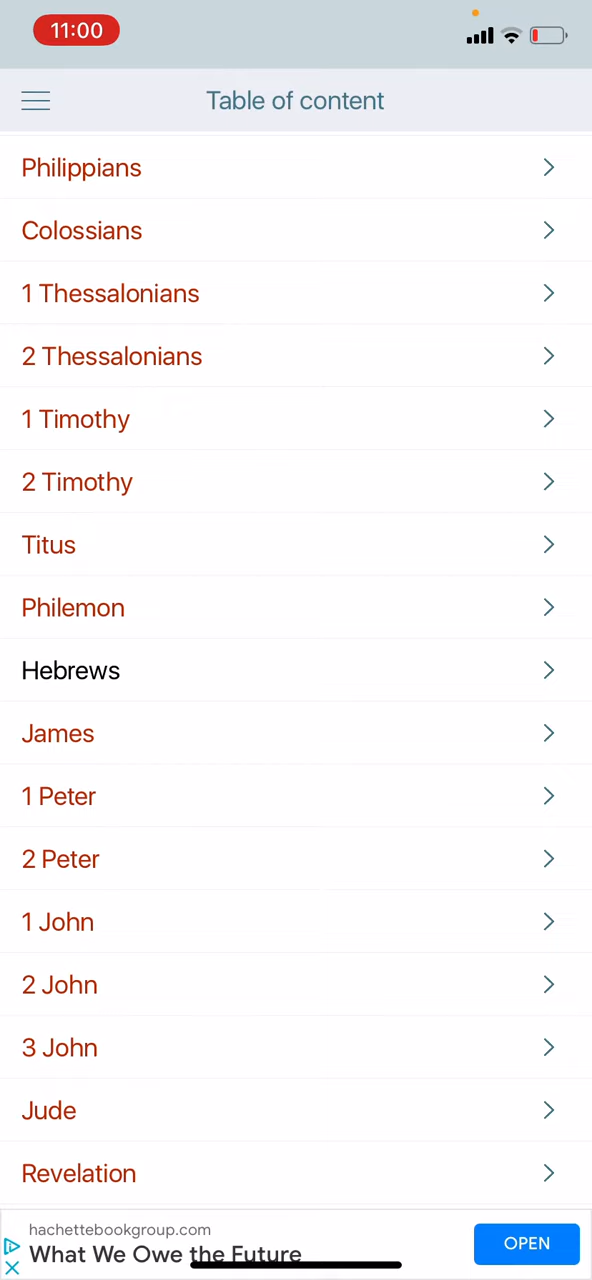 11:00
Table of content
Philippians
Colossians
1 Thessalonians
2 Thessalonians
1 Timothy
2 Timothy
Titus
Philemon
Hebrews
James
1 Peter
2 Peter
1 John
2 John
3 John
Jude
Revelation
hachettebookgroup.com
What We Owe the Future
OPEN